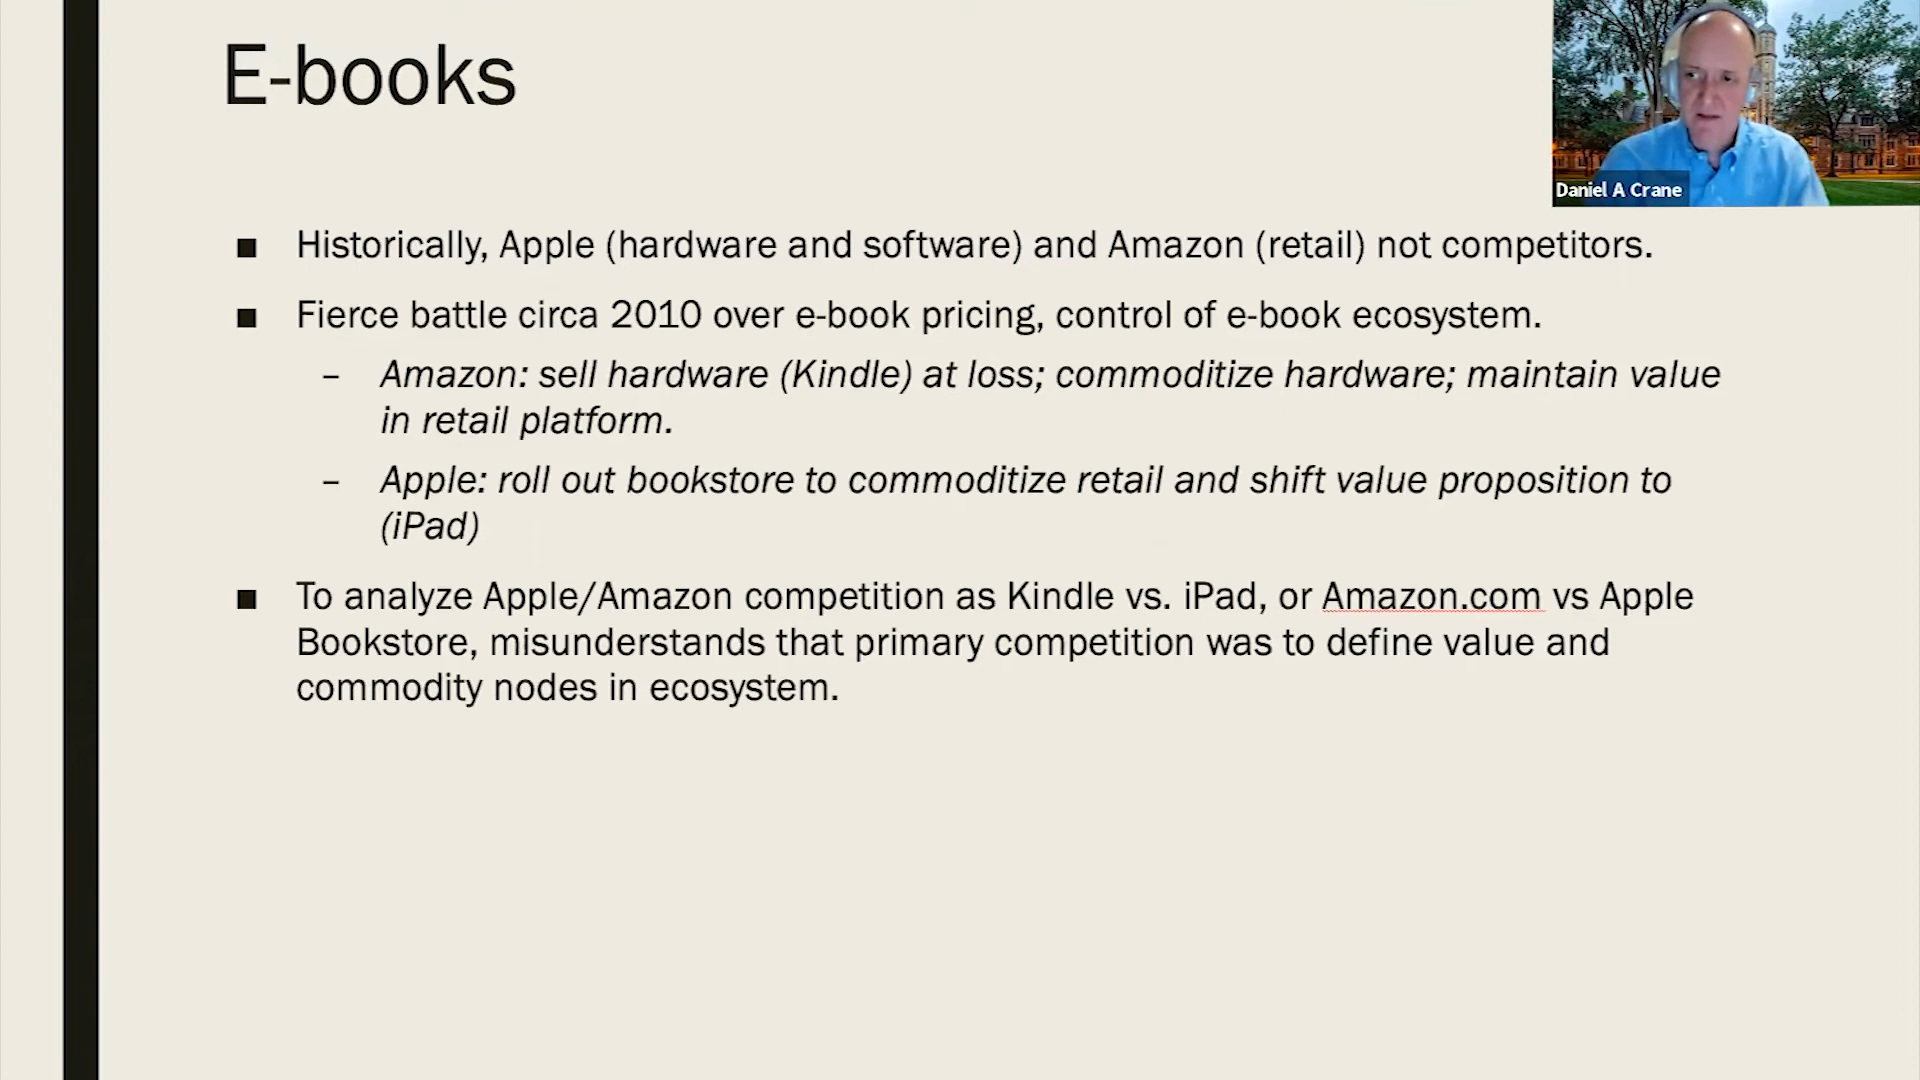 E-books
Daniel A Crane
■ Historically, Apple (hardware and software) and Amazon (retail) not competitors.
■ Fierce battle circa 2010 over e-book pricing, control of e-book ecosystem.
– Amazon: sell hardware (Kindle) at loss; commoditize hardware; maintain value
in retail platform.
– Apple: roll out bookstore to commoditize retail and shift value proposition to
(iPad)
■ To analyze Apple/Amazon competition as Kindle vs. iPad, or Amazon.com vs Apple
Bookstore, misunderstands that primary competition was to define value and
commodity nodes in ecosystem.